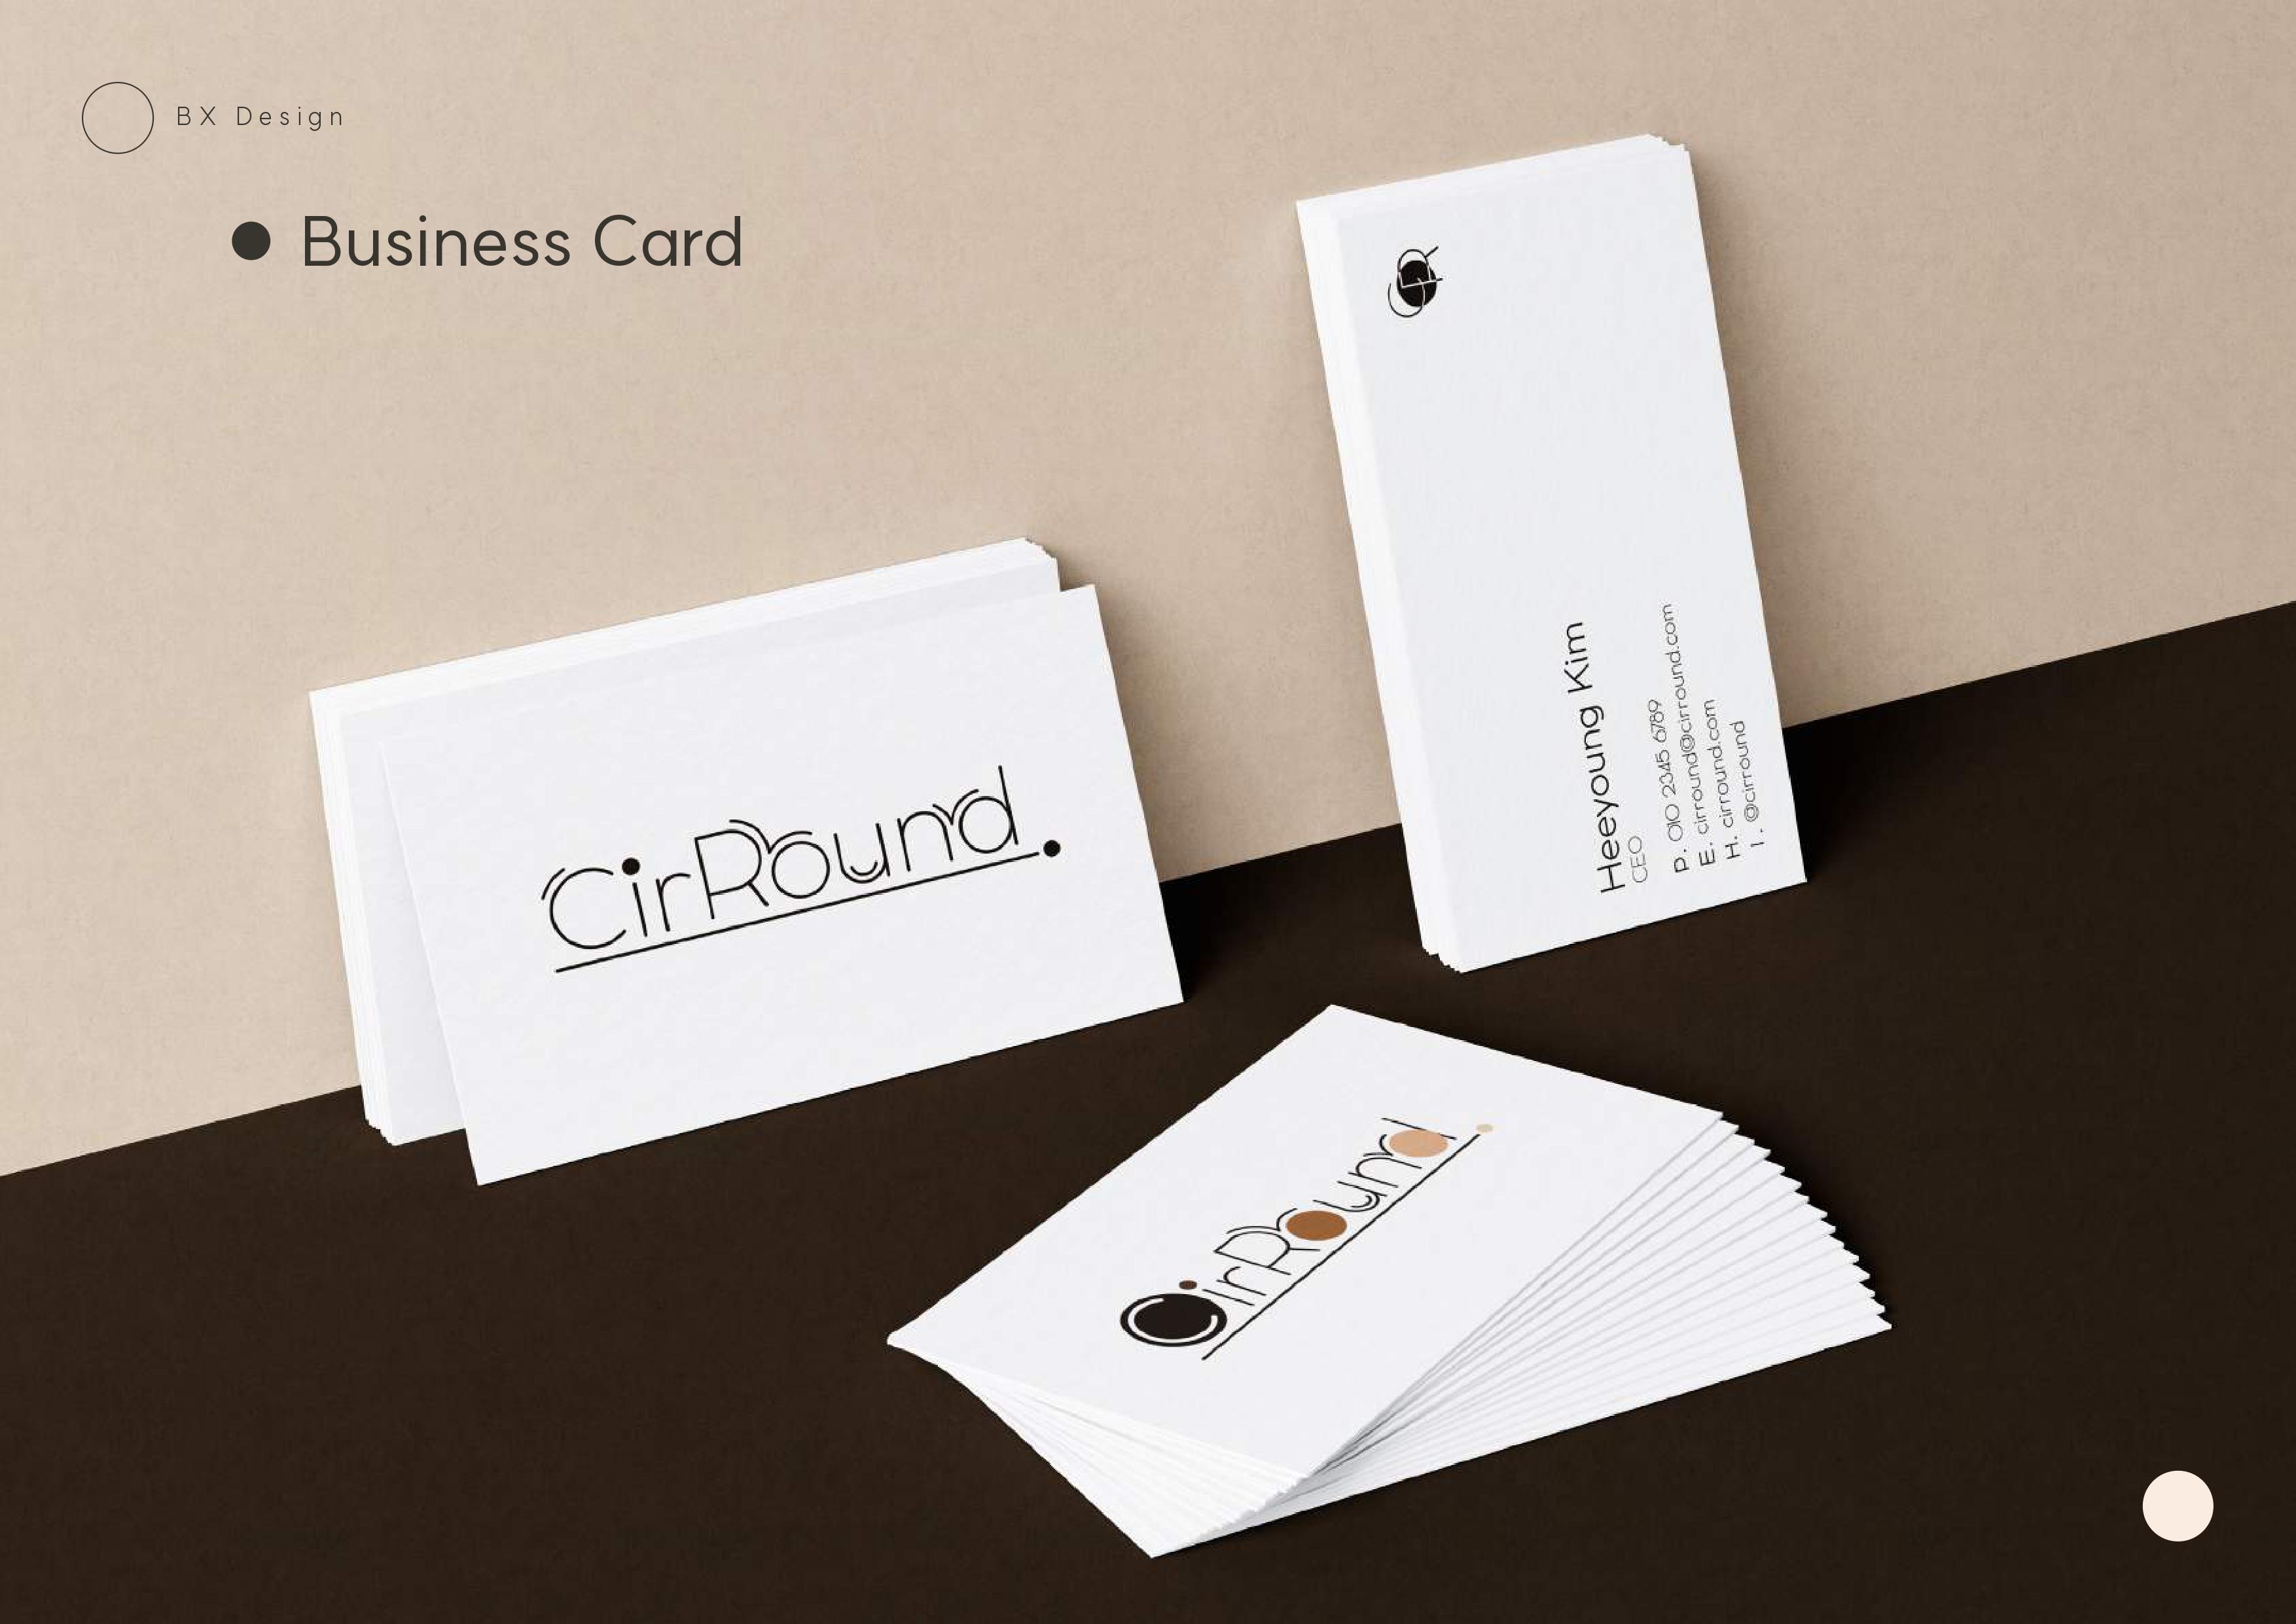 BX Design
Business Card
CirRound.
Heeyoung Kim
CEO
P. 010 2345 6789
E. cirround@cirround.com
H. cirround.com
I. @cirround
CirRound.